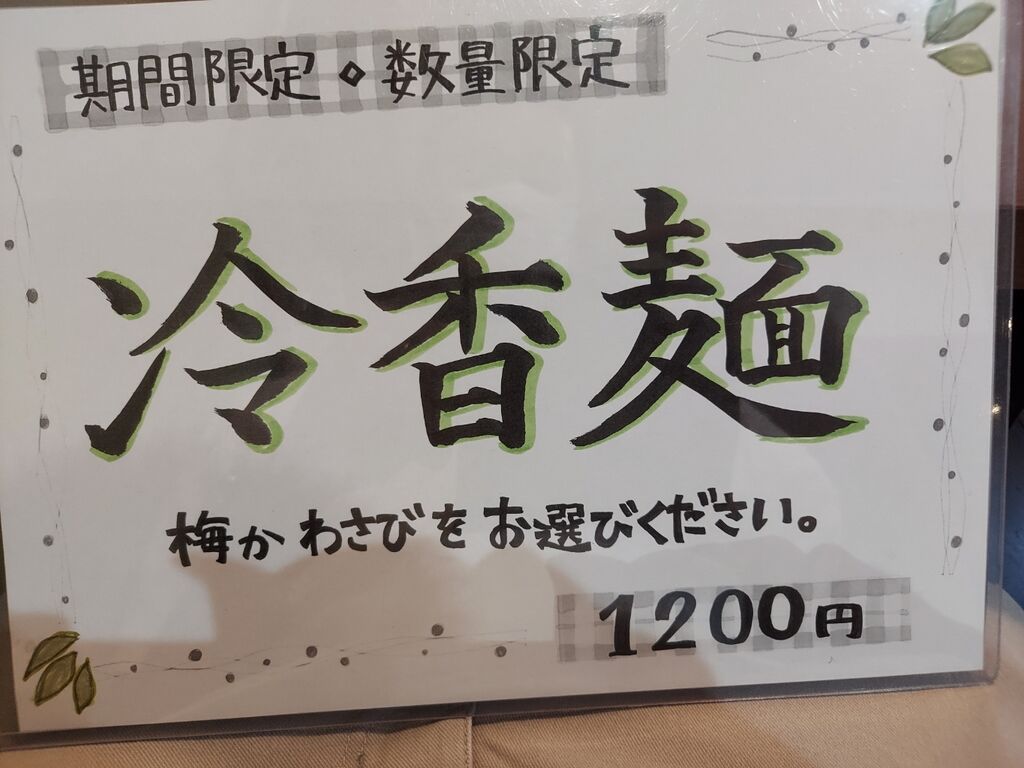 期間限定◇数量限定
冷香麺
梅かわさびをお選びください。
1200円